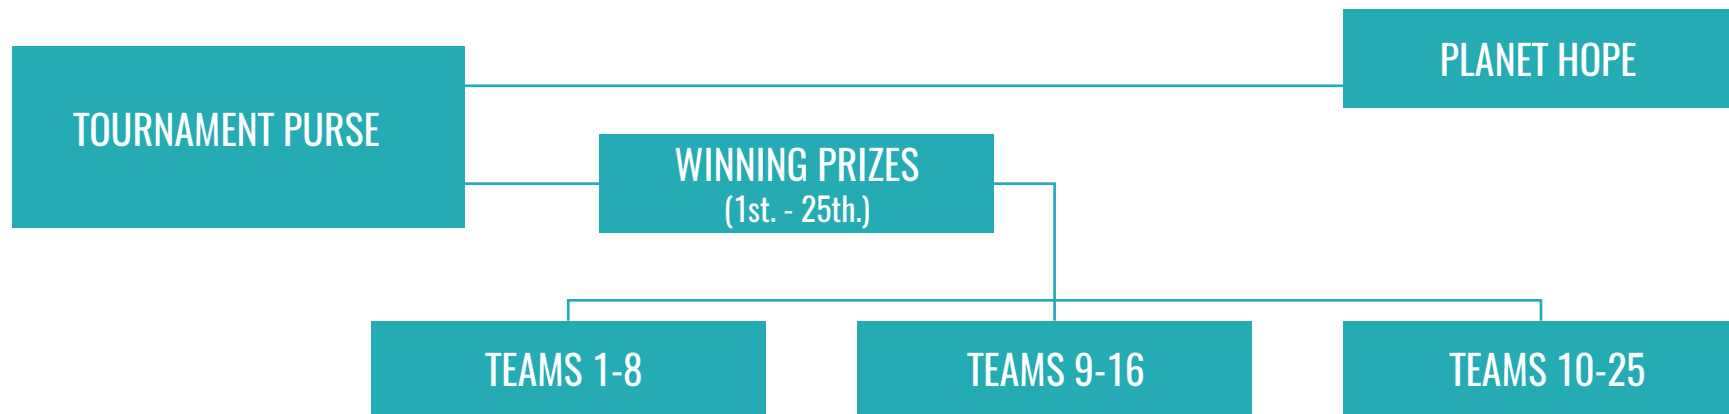 PLANET HOPE
TOURNAMENT PURSE
WINNING PRIZES
(1st. - 25th.)
TEAMS 1-8
TEAMS 9-16
TEAMS 10-25